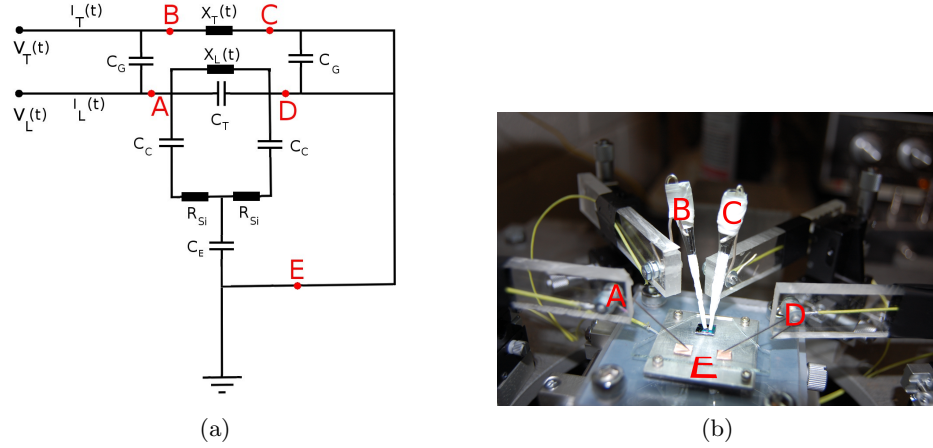 I_T(t)
B
X_T(t)
C
V_T(t)
C_G
X_L(t)
C_G
I_L(t)
A
D
V_L(t)
C_T
C_C
C_C
R_Si
R_Si
C_E
E
(a)
B
C
A
D
E
(b)